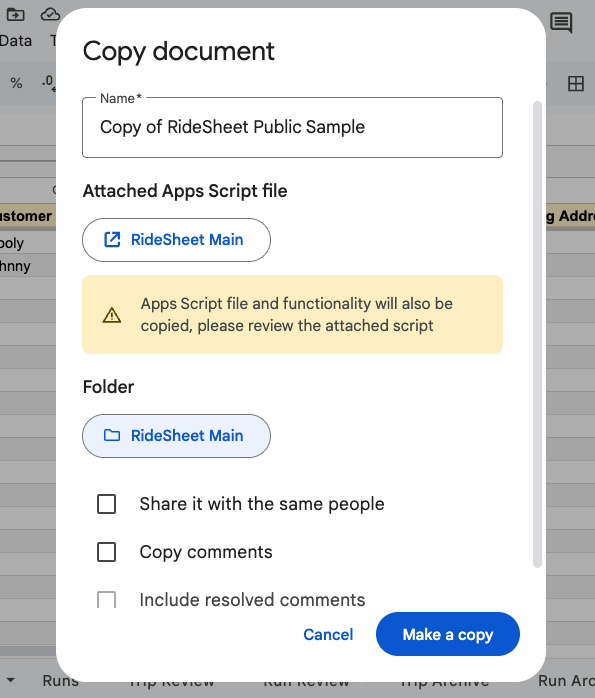 Data
Copy document
%
.0
Name*
Copy of RideSheet Public Sample
Attached Apps Script file
ustomer
g Addre
ooly
RideSheet Main
hnny
Apps Script file and functionality will also be
copied, please review the attached script
Folder
RideSheet Main
Share it with the same people
Copy comments
Include resolved comments
Cancel
Make a copy
Runs
Trip Review
Run Review
Trip Archive
Run Arc